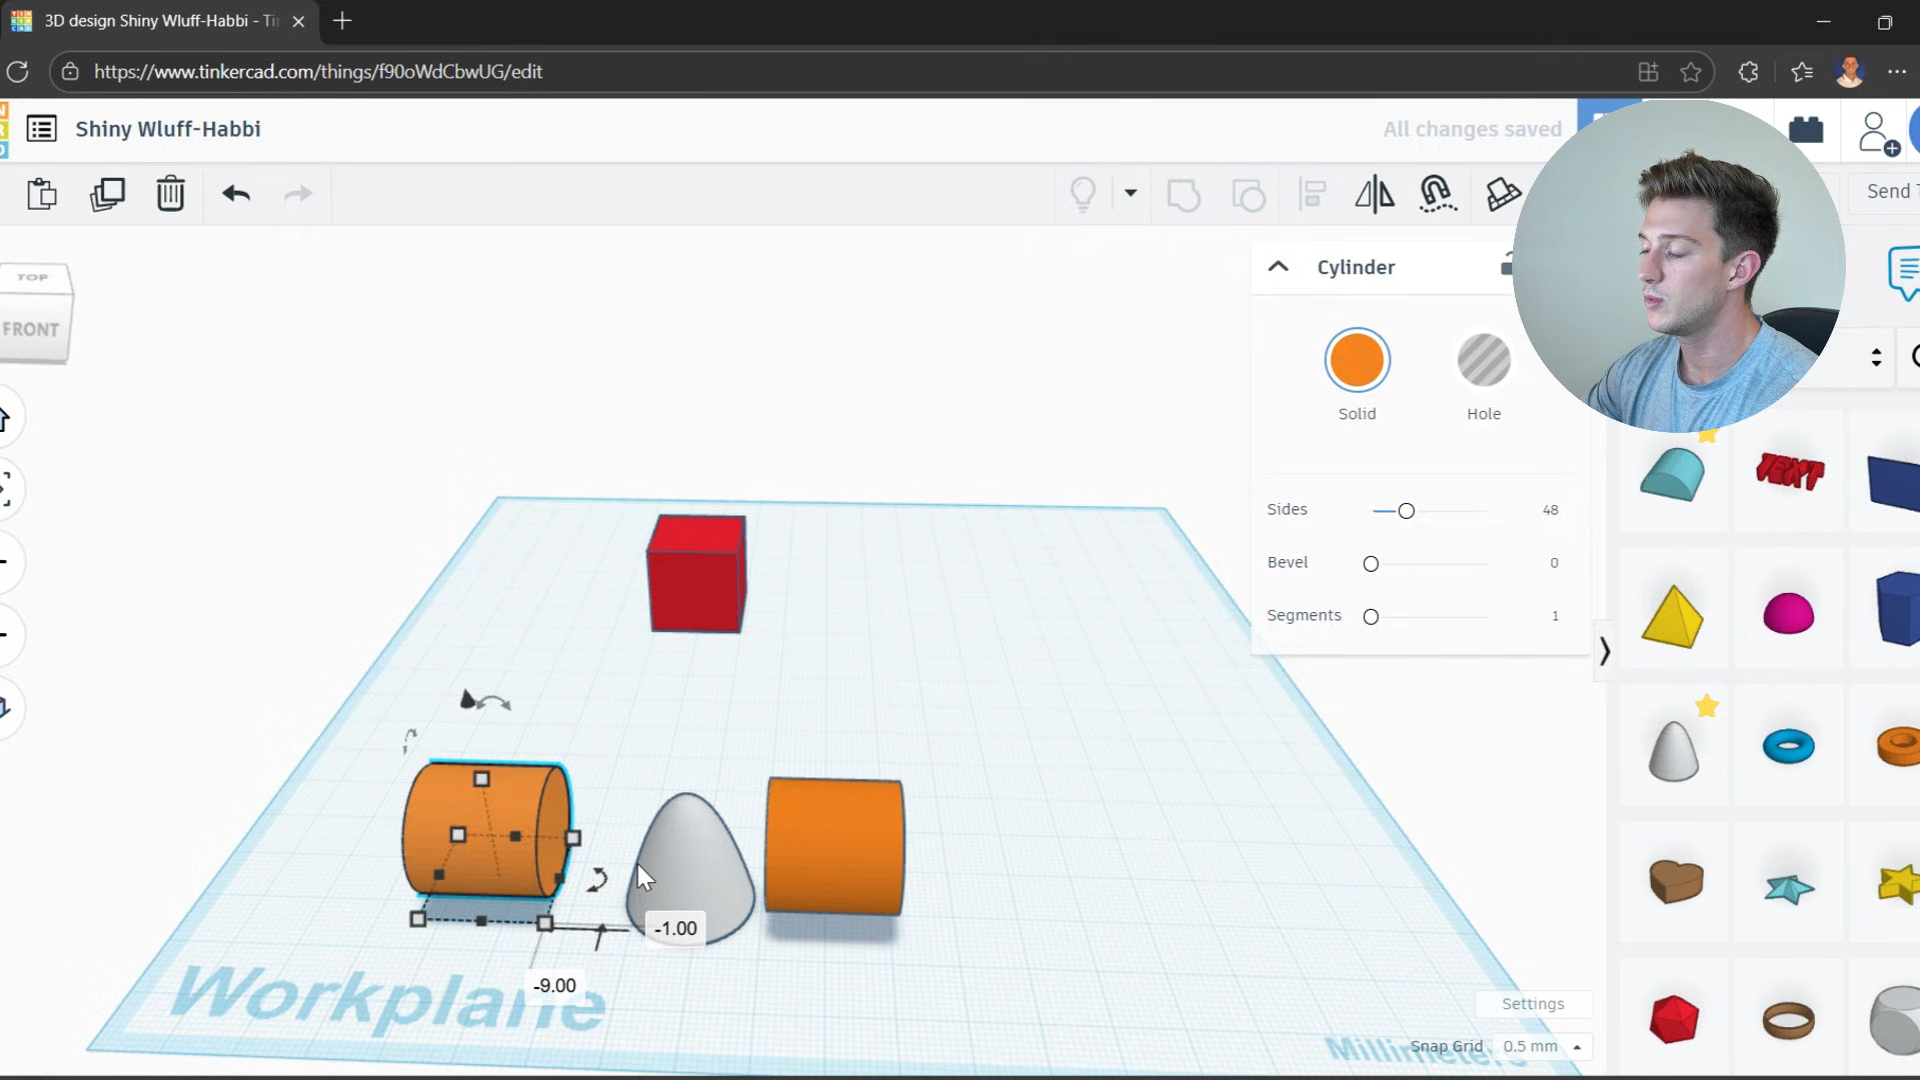 3D design Shiny Wluff-Habbi - Ti
https://www.tinkercad.com/things/f90oWdCbwUG/edit
Shiny Wluff-Habbi
All changes saved
Send
TOP
FRONT
Cylinder
Solid
Hole
Sides
48
Bevel
0
Segments
1
TEXT
-1.00
-9.00
Workplane
Settings
Snap Grid
0.5 mm